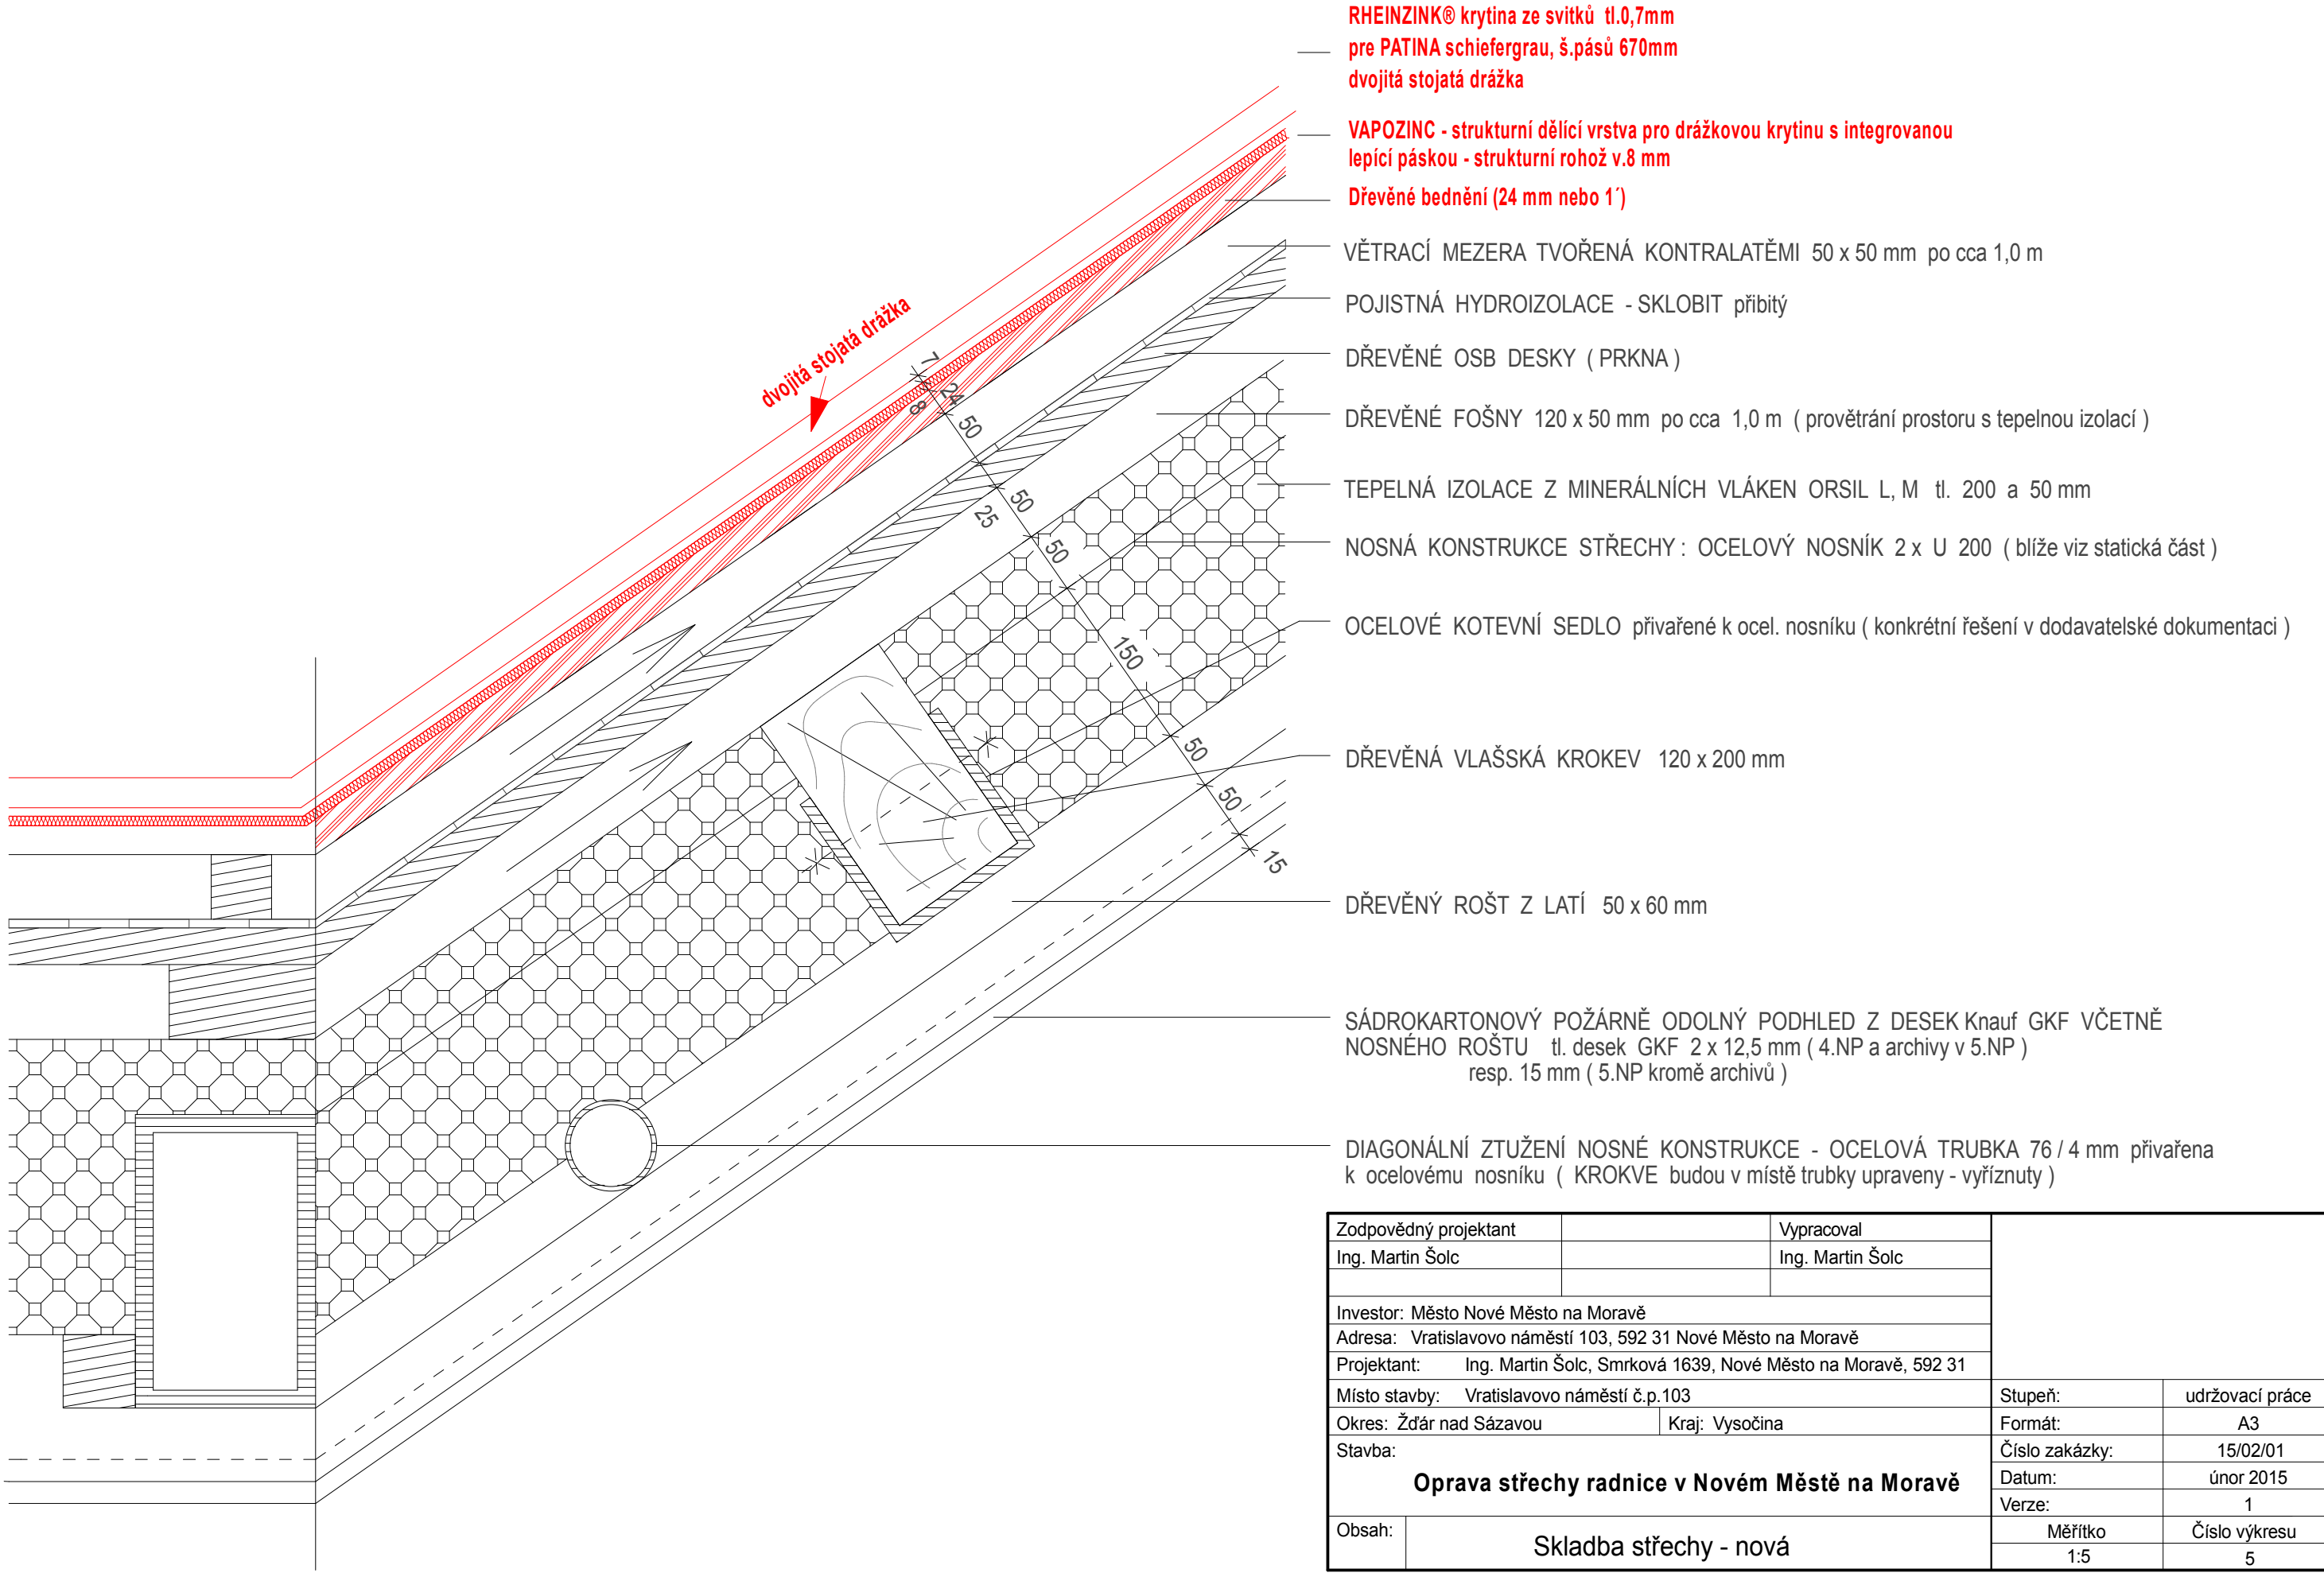 RHEINZINK® krytina ze svitků tl.0,7mm
pre PATINA schiefergrau, š.pásů 670mm
dvojitá stojatá drážka
VAPOZINC - strukturní dělící vrstva pro drážkovou krytinu s integrovanou
lepící páskou - strukturní rohož v.8 mm
Dřevěné bednění (24 mm nebo 1´)
VĚTRACÍ MEZERA TVOŘENÁ KONTRALATĚMI 50 x 50 mm po cca 1,0 m
POJISTNÁ HYDROIZOLACE - SKLOBIT přibitý
DŘEVĚNÉ OSB DESKY ( PRKNA )
DŘEVĚNÉ FOŠNY 120 x 50 mm po cca 1,0 m ( provětrání prostoru s tepelnou izolací )
TEPELNÁ IZOLACE Z MINERÁLNÍCH VLÁKEN ORSIL L, M tl. 200 a 50 mm
NOSNÁ KONSTRUKCE STŘECHY : OCELOVÝ NOSNÍK 2 x U 200 ( blíže viz statická část )
OCELOVÉ KOTEVNÍ SEDLO přivařené k ocel. nosníku ( konkrétní řešení v dodavatelské dokumentaci )
DŘEVĚNÁ VLAŠSKÁ KROKEV 120 x 200 mm
DŘEVĚNÝ ROŠT Z LATÍ 50 x 60 mm
SÁDROKARTONOVÝ POŽÁRNĚ ODOLNÝ PODHLED Z DESEK Knauf GKF VČETNĚ
NOSNÉHO ROŠTU tl. desek GKF 2 x 12,5 mm ( 4.NP a archivy v 5.NP )
resp. 15 mm ( 5.NP kromě archivů )
DIAGONÁLNÍ ZTUŽENÍ NOSNÉ KONSTRUKCE - OCELOVÁ TRUBKA 76 / 4 mm přivařena
k ocelovému nosníku ( KROKVE budou v místě trubky upraveny - vyříznuty )
dvojitá stojatá drážka
7
8
24
50
25
50
50
150
50
50
15
Zodpovědný projektant
Vypracoval
Ing. Martin Šolc
Ing. Martin Šolc
Investor: Město Nové Město na Moravě
Adresa: Vratislavovo náměstí 103, 592 31 Nové Město na Moravě
Projektant: Ing. Martin Šolc, Smrková 1639, Nové Město na Moravě, 592 31
Místo stavby: Vratislavovo náměstí č.p.103
Okres: Žďár nad Sázavou
Kraj: Vysočina
Stavba:
Oprava střechy radnice v Novém Městě na Moravě
Obsah:
Skladba střechy - nová
Stupeň: udržovací práce
Formát: A3
Číslo zakázky: 15/02/01
Datum: únor 2015
Verze: 1
Měřítko Číslo výkresu
1:5 5